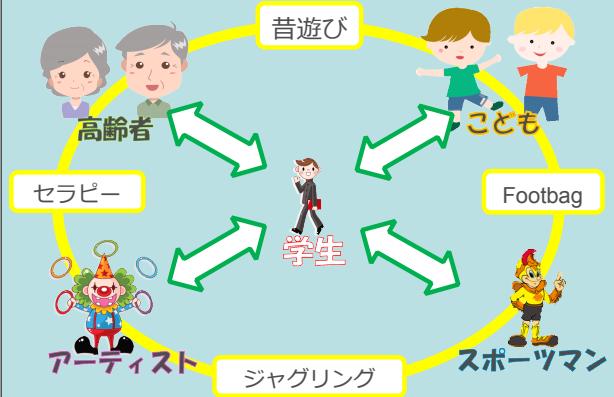 昔遊び
高齢者
こども
セラピー
Footbag
学生
アーティスト
スポーツマン
ジャグリング